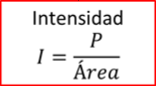 Intensidad
I = P / Área